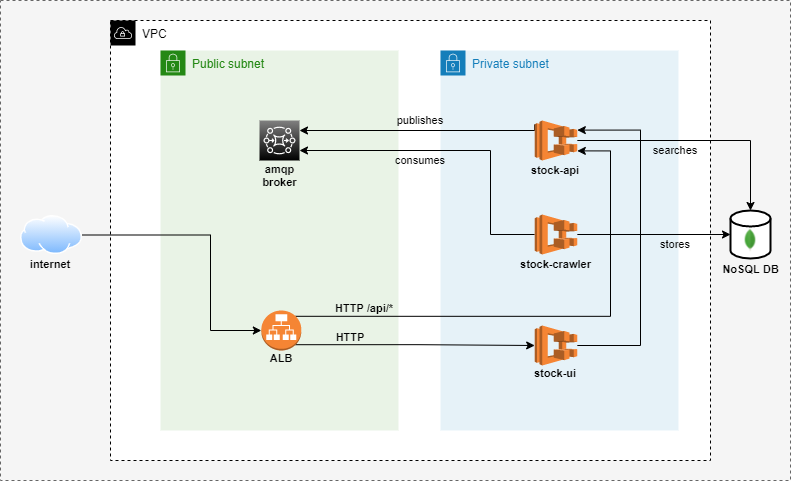 VPC
Public subnet
Private subnet
publishes
consumes
amqp
broker
stock-api
searches
internet
stock-crawler
stores
NoSQL DB
HTTP /api/*
HTTP
ALB
stock-ui